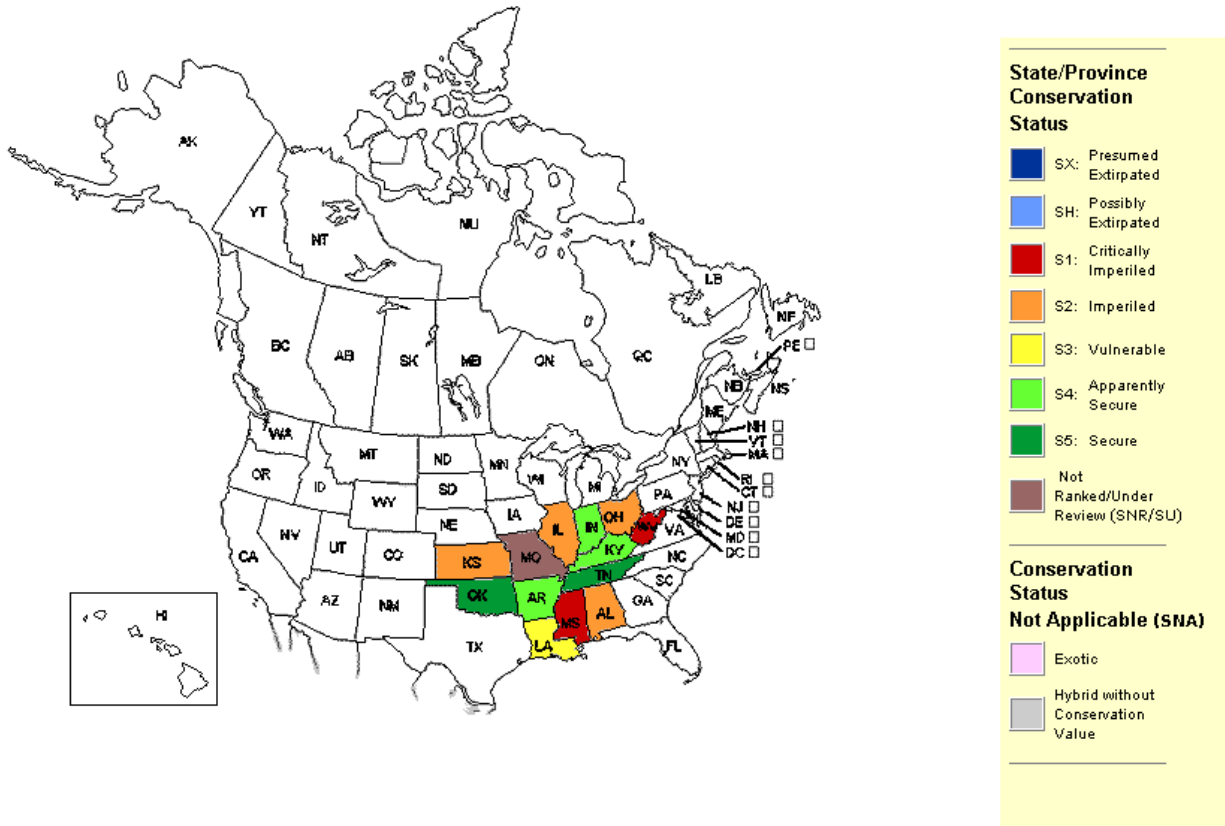 AK
YT
NT
NU
BC
AB
SK
MB
ON
QC
LB
NF
PE
NB
NS
ME
NH
VT
MA
RI
CT
NJ
DE
MD
DC
WA
OR
ID
MT
WY
ND
SD
NE
MN
IA
WI
MI
NY
PA
CA
NV
UT
CO
AZ
NM
KS
MO
IL
IN
OH
WV
VA
KY
NC
TN
SC
OK
AR
TX
LA
MS
AL
GA
FL
HI
State/Province
Conservation
Status
SX: Presumed
Extirpated
SH: Possibly
Extirpated
S1: Critically
Imperiled
S2: Imperiled
S3: Vulnerable
S4: Apparently
Secure
S5: Secure
Not
Ranked/Under
Review (SNR/SU)
Conservation
Status
Not Applicable (SNA)
Exotic
Hybrid without
Conservation
Value